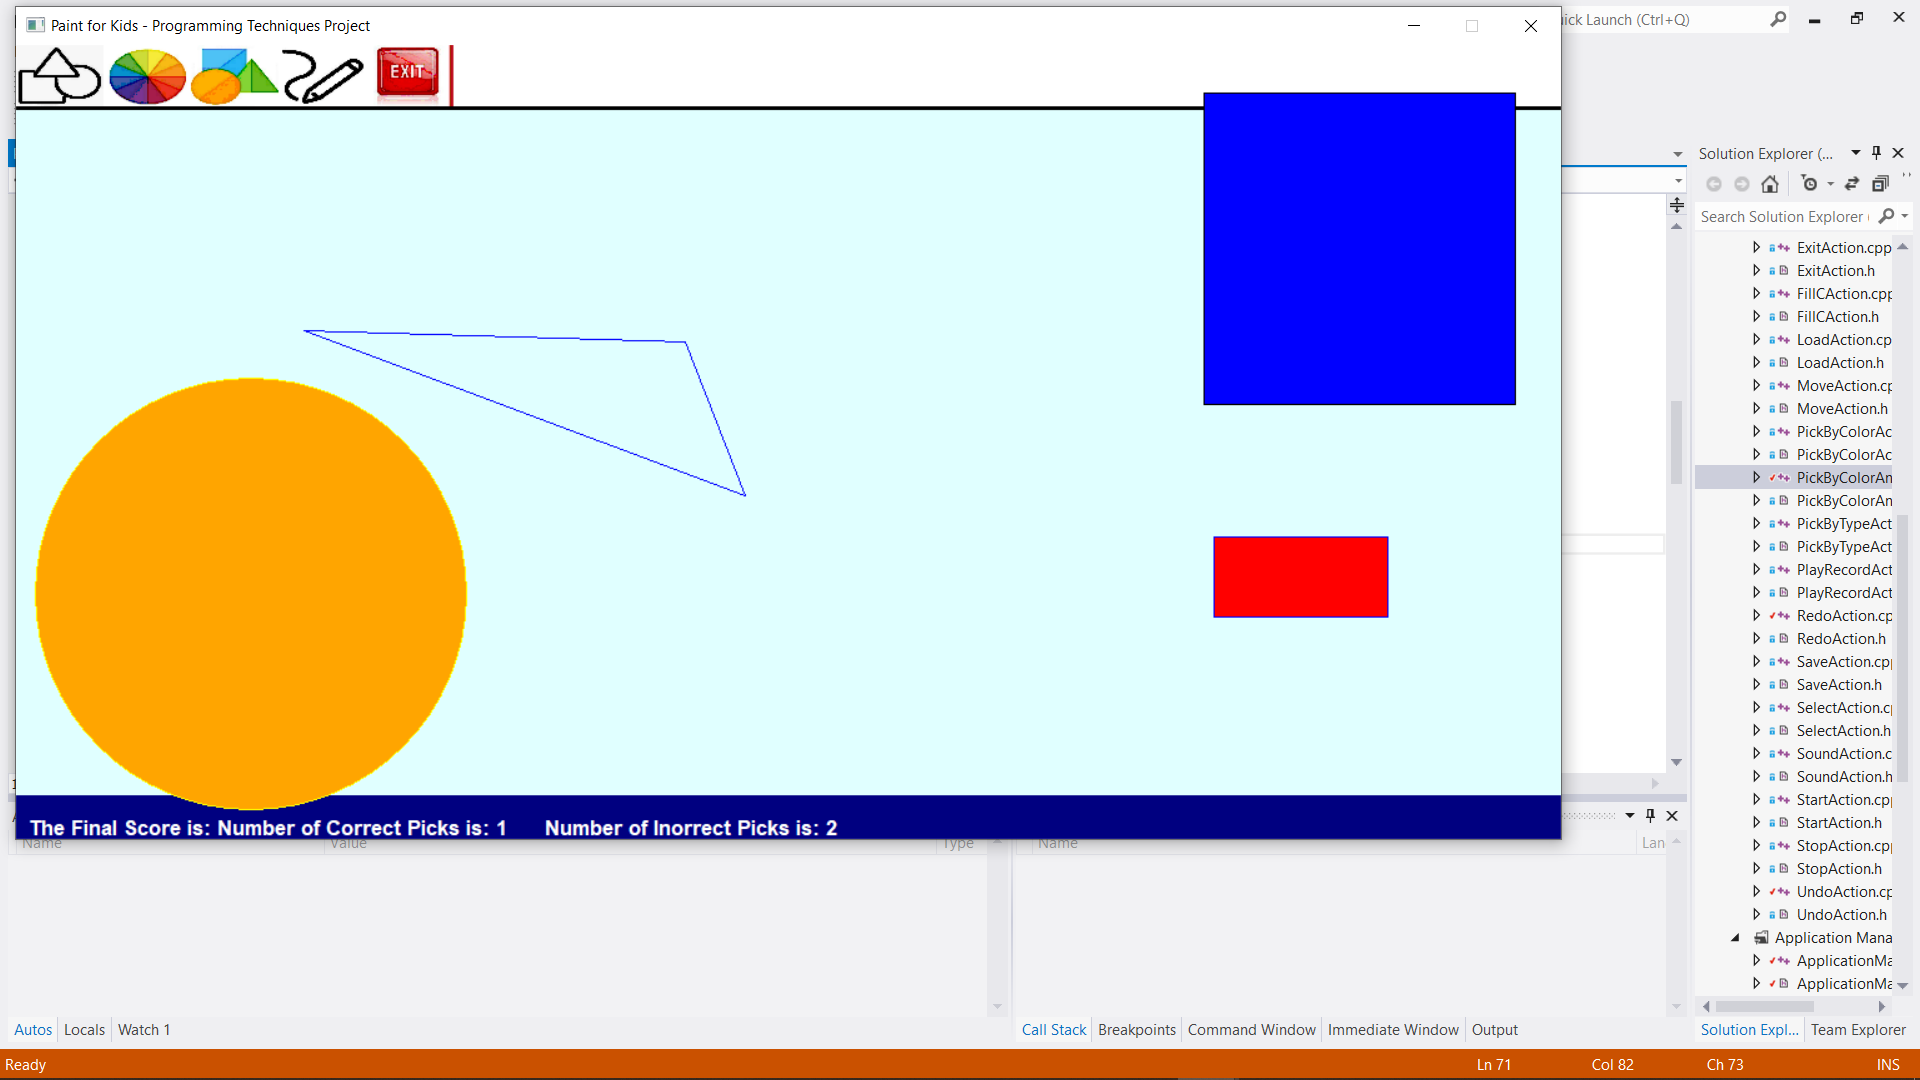 Paint for Kids - Programming Techniques Project
EXIT
uick Launch (Ctrl+Q)
Solution Explorer (...
Search Solution Explorer (
ExitAction.cpp
ExitAction.h
FillCAction.cpp
FillCAction.h
LoadAction.cp
LoadAction.h
MoveAction.cp
MoveAction.h
PickByColorAc
PickByColorAc
PickByColorAn
PickByColorAn
PickByTypeAct
PickByTypeAct
PlayRecordAct
PlayRecordAct
RedoAction.cp
RedoAction.h
SaveAction.cpp
SaveAction.h
SelectAction.c
SelectAction.h
SoundAction.c
SoundAction.h
StartAction.cpp
StartAction.h
StopAction.cpp
StopAction.h
UndoAction.cp
UndoAction.h
Application Mana
ApplicationMa
ApplicationMa
The Final Score is: Number of Correct Picks is: 1 Number of Inorrect Picks is: 2
Name Value Type Name Lan
Autos Locals Watch 1
Call Stack Breakpoints Command Window Immediate Window Output
Solution Expl... Team Explorer
Ready Ln 71 Col 82 Ch 73 INS